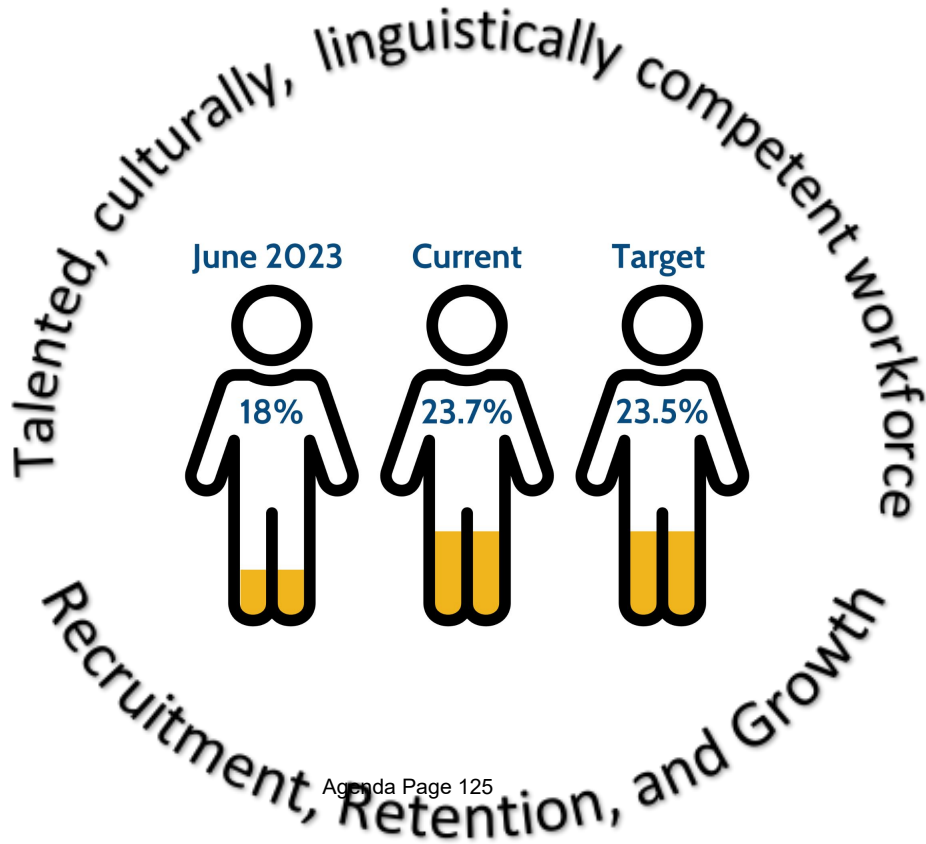 Talented, culturally, linguistically competent workforce
June 2023 Current Target
18% 23.7% 23.5%
Recruitment, Retention, and Growth
Agenda Page 125